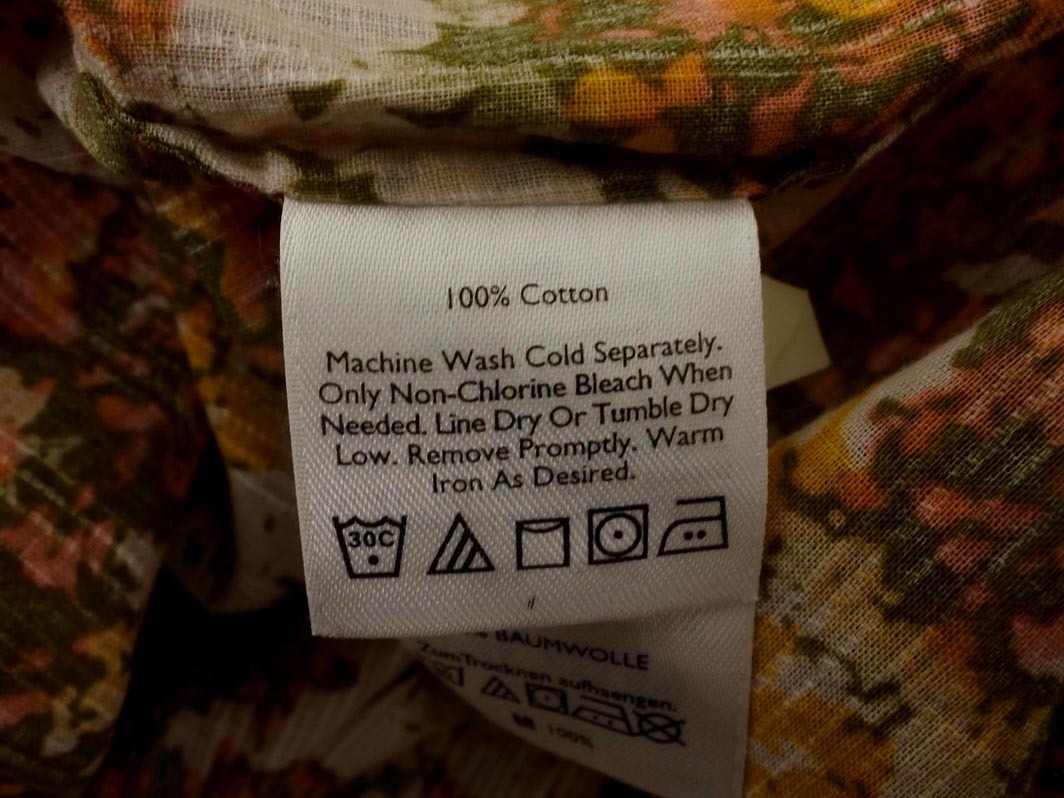 100% Cotton
Machine Wash Cold Separately.
Only Non-Chlorine Bleach When
Needed. Line Dry Or Tumble Dry
Low. Remove Promptly. Warm
Iron As Desired.
30C
% BAUMWOLLE
Zum Trocknen aufhaengen.
100%